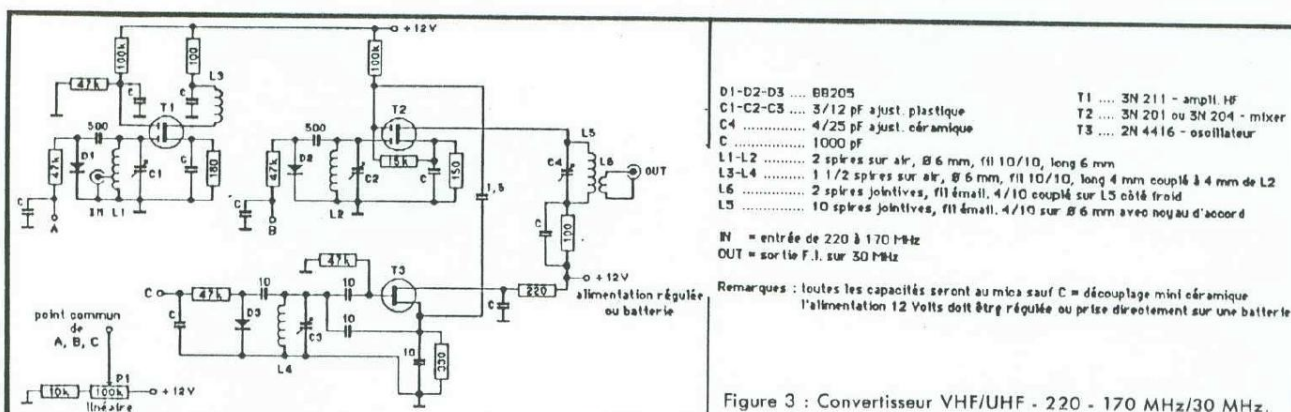 +12V
100k
100
100k
L3
47k
C
C
T1
T2
500
500
15k
47k
D1
C1
C
180
47k
D2
C2
C
150
1,5
C4
L5
L6
OUT
C
IN L1
A
C
B
L2
C
100
47k
T3
+12V
C
47k
10
10
220
alimentation régulée
ou batterie
C
D3
C3
10
C
L4
10
330
point commun
de
A, B, C
P1
10k
100k
+12V
linéaire
D1-D2-D3 .... BB205
C1-C2-C3 .... 3/12 pF ajust. plastique
C4 .............. 4/25 pF ajust. céramique
C ................ 1000 pF
L1-L2 .......... 2 spires sur air, Ø 6 mm, fil 10/10, long 6 mm
L3-L4 .......... 1 1/2 spires sur air, Ø 6 mm, fil 10/10, long 4 mm couplé à 4 mm de L2
L6 .............. 2 spires jointives, fil émail. 4/10 couplé sur L5 côté froid
L5 .............. 10 spires jointives, fil émail. 4/10 sur Ø 6 mm avec noyau d'accord
T1 .... 3N 211 - ampli. HF
T2 .... 3N 201 ou 3N 204 - mixer
T3 .... 2N 4416 - oscillateur
IN = entrée de 220 à 170 MHz
OUT = sortie F.I. sur 30 MHz
Remarques : toutes les capacités seront au mica sauf C = découplage mini céramique
l'alimentation 12 Volts doit être régulée ou prise directement sur une batterie
Figure 3 : Convertisseur VHF/UHF - 220 - 170 MHz/30 MHz.